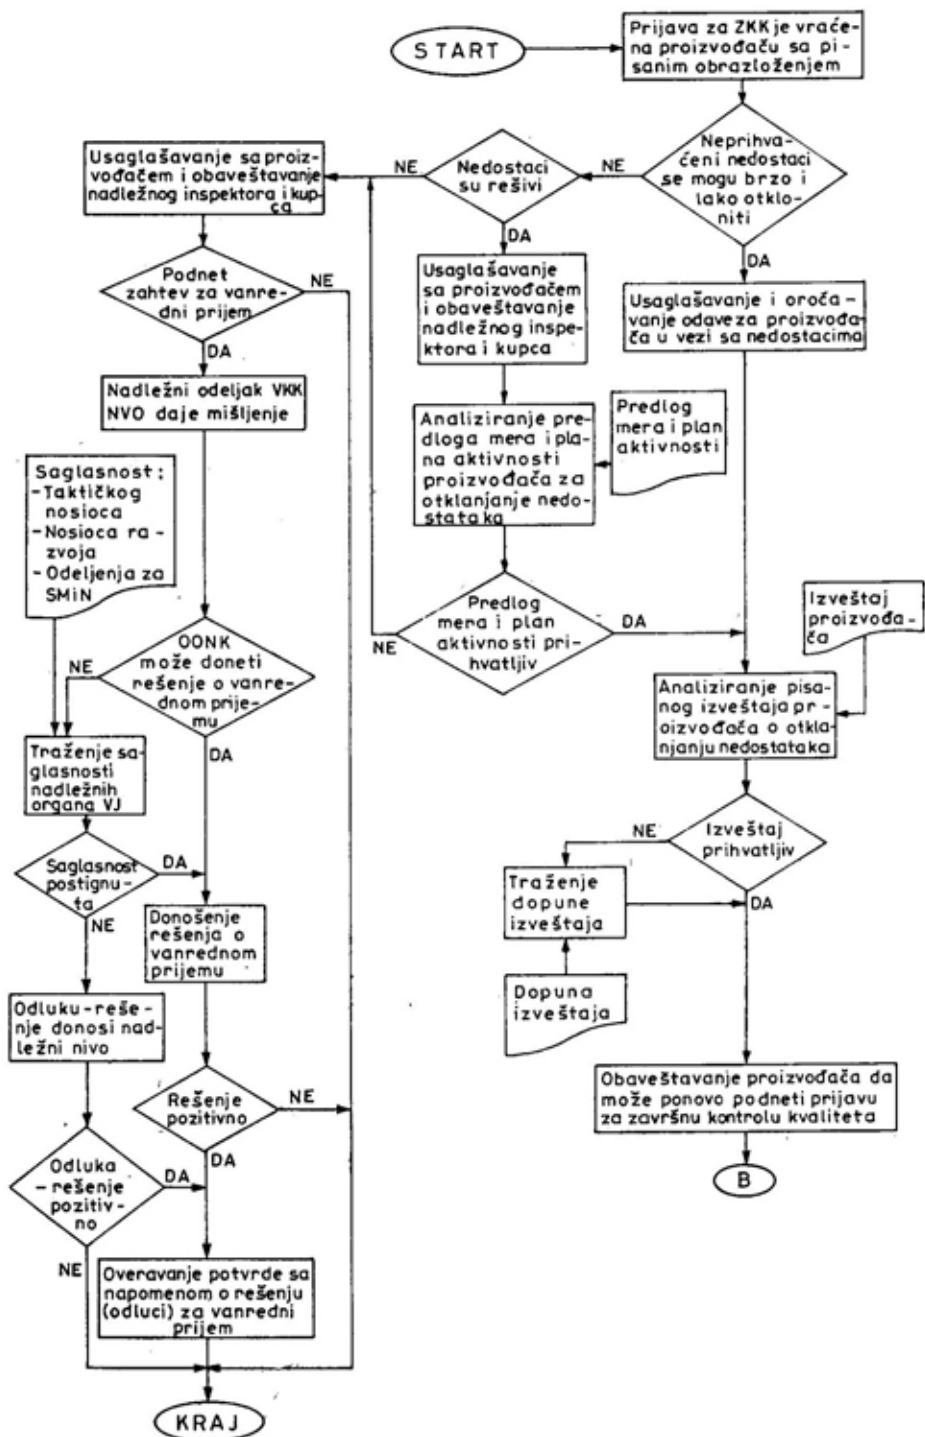 START
Prijava za ZKK je vraće-
na proizvođaču sa pi-
sanim obrazloženjem
Neprihva-
ćeni nedostaci
se mogu brzo i
lako otklo-
niti
NE
DA
Nedostaci
su rešivi
NE
DA
Usaglašavanje sa proiz-
vođačem i obaveštavanje
nadležnog inspektora i kup-
ca
Podnet
zahtev za vanre-
dni prijem
NE
DA
Usaglašavanje
sa proizvođačem
i obaveštavanje
nadležnog inspe-
ktora i kupca
Usaglašavanje i oroča-
vanje odaveza proizvođa-
ča u vezi sa nedostacima
Nadležni odeljak VKK
NVO daje mišljenje
Analiziranje pre-
dloga mera i pla-
na aktivnosti
proizvođača za
otklanjanje nedo-
stataka
Predlog
mera i plan
aktivnosti
Saglasnost:
-Taktičkog
nosioca
-Nosioca ra-
zvoja
-Odeljenja za
SMiN
Predlog
mera i plan
aktivnosti pri-
hvatljiv
NE
DA
Izveštaj
proizvođa-
ča
OONK
može doneti
rešenje o vanre-
dnom prije-
mu
NE
DA
Analiziranje pisa-
nog izveštaja pr-
oizvođača o otkla-
njanju nedostataka
Traženje sa-
glasnosti
nadležnih
organa VJ
Izveštaj
prihvatljiv
NE
DA
Saglasnost
postignu-
ta
DA
NE
Traženje
dopune
izveštaja
Donošenje
rešenja o
vanrednom
prijemu
Dopuna
izveštaja
Odluku-reše-
nje donosi nad-
ležni nivo
Obaveštavanje proizvođača da
može ponovo podneti prijavu
za završnu kontrolu kvaliteta
Rešenje
pozitivno
NE
DA
B
Odluka
-rešenje
pozitiv-
no
DA
NE
Overavanje potvrde sa
napomenom o rešenju
(odluci) za vanredni
prijem
KRAJ